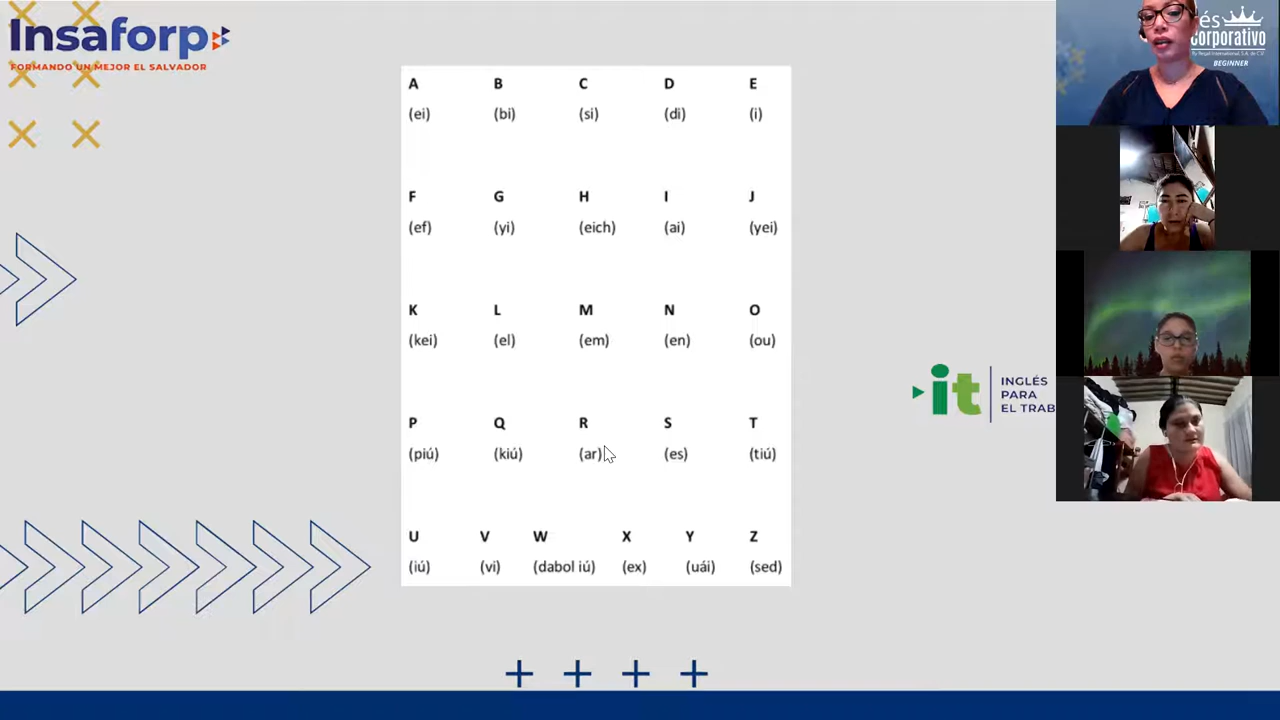 Insaforp
FORMANDO UN MEJOR EL SALVADOR
A B C D E
(ei) (bi) (si) (di) (i)
F G H I J
(ef) (yi) (eich) (ai) (yei)
K L M N O
(kei) (el) (em) (en) (ou)
P Q R S T
(piú) (kiú) (ar) (es) (tiú)
U V W X Y Z
(iú) (vi) (dabol iú) (ex) (uái) (sed)
it
INGLÉS
PARA
EL TRAB
és
corporativo
BEGINNER